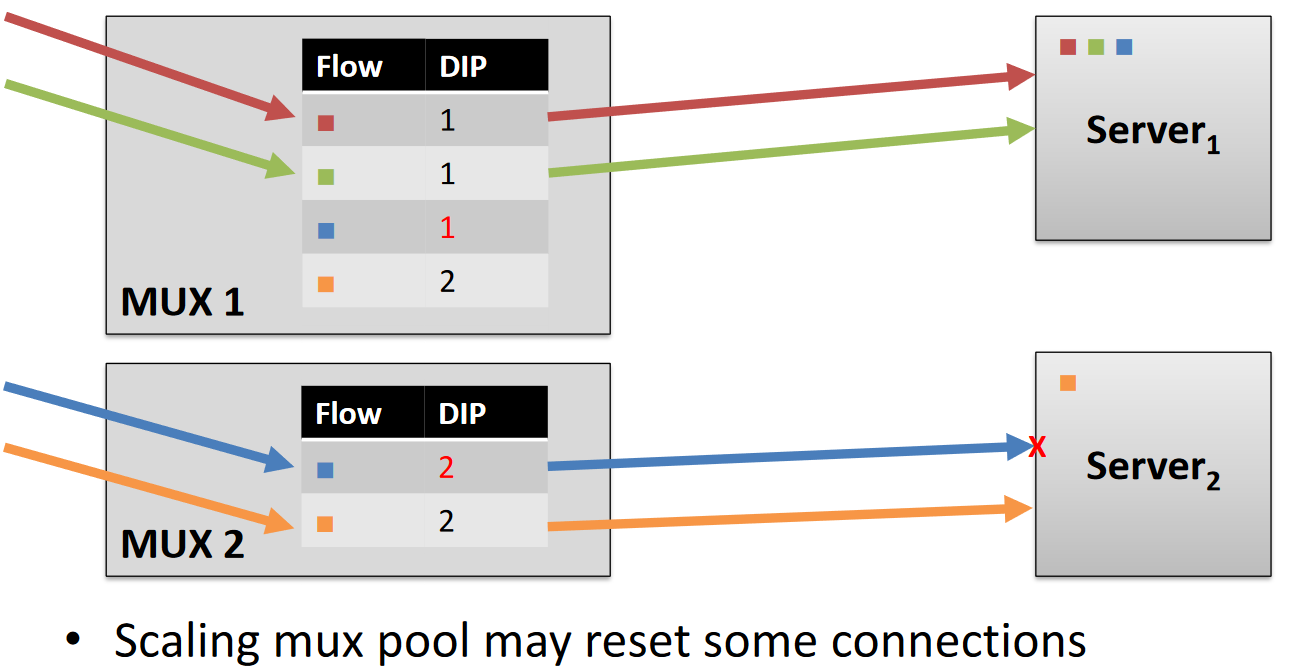 Flow DIP
1
1
1
2
MUX 1
Server1
Flow DIP
2
2
MUX 2
X
Server2
• Scaling mux pool may reset some connections